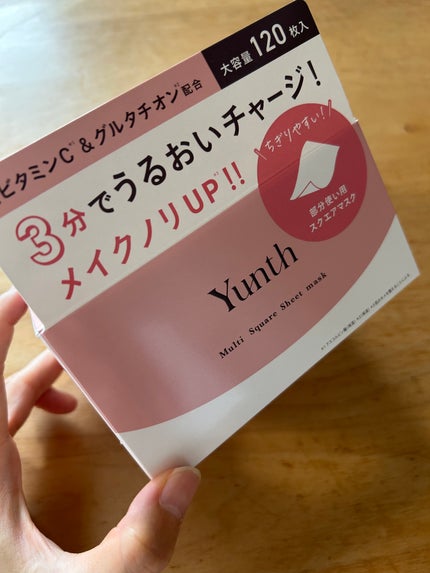 大容量120枚入
ビタミンC*¹&グルタチオン*²配合
3分でうるおいチャージ!
メイクノリUP*³!!
\ちぎりやすい!/
部分使い用
スクエアマスク
Yunth
Multi Square Sheet mask